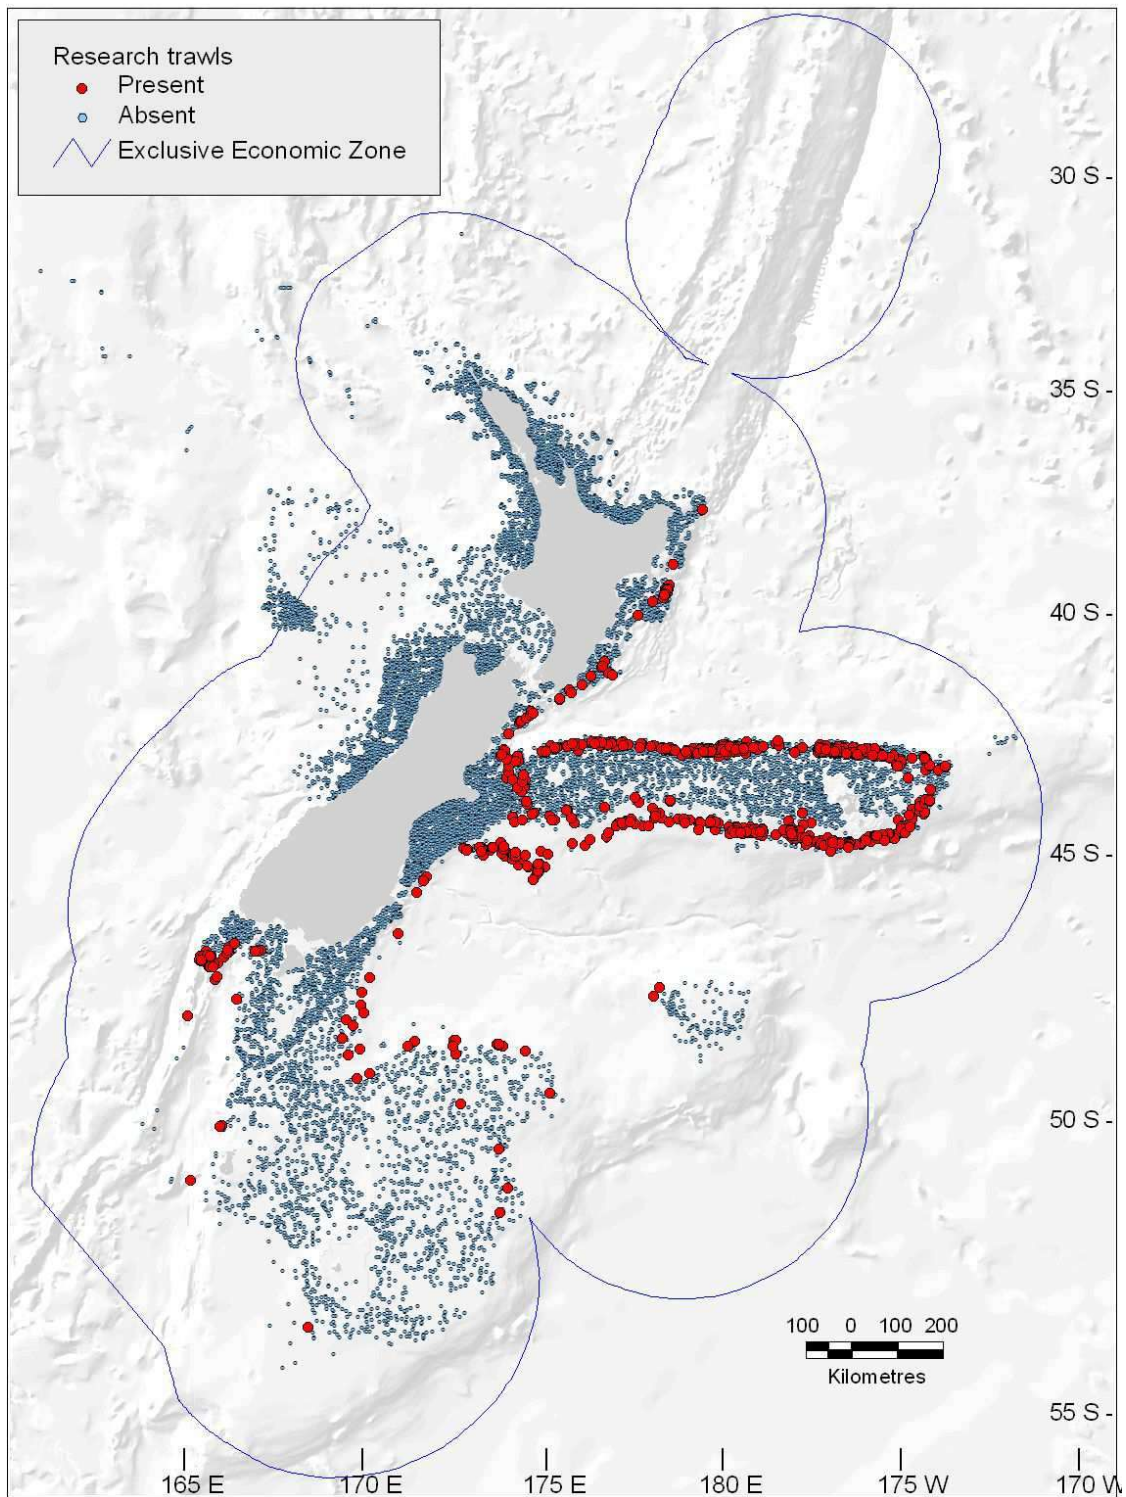 Research trawls
Present
Absent
Exclusive Economic Zone
30 S -
35 S -
40 S -
45 S -
50 S -
55 S -
100 0 100 200
Kilometres
165 E 170 E 175 E 180 E 175 W 170 W